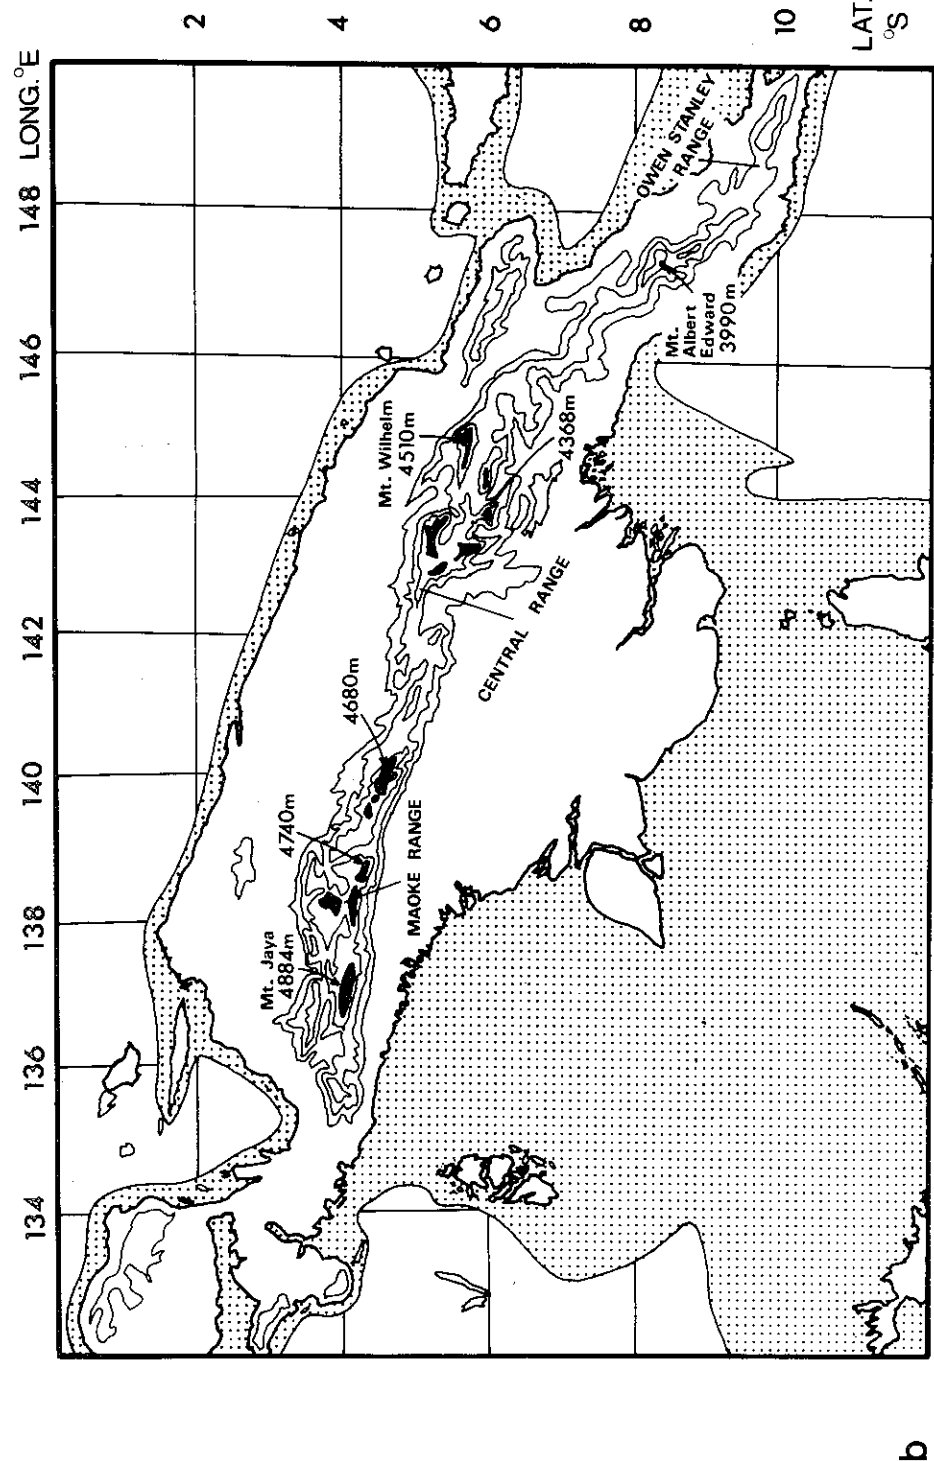 134 136 138 140 142 144 146 148 LONG.°E
2
4
6
8
10
LAT.
°S
Mt. Jaya
4884m
4740m
4680m
Mt. Wilhelm
4510m
4368m
MAOKE RANGE
CENTRAL RANGE
OWEN STANLEY
RANGE
Mt.
Albert
Edward
3990m
b